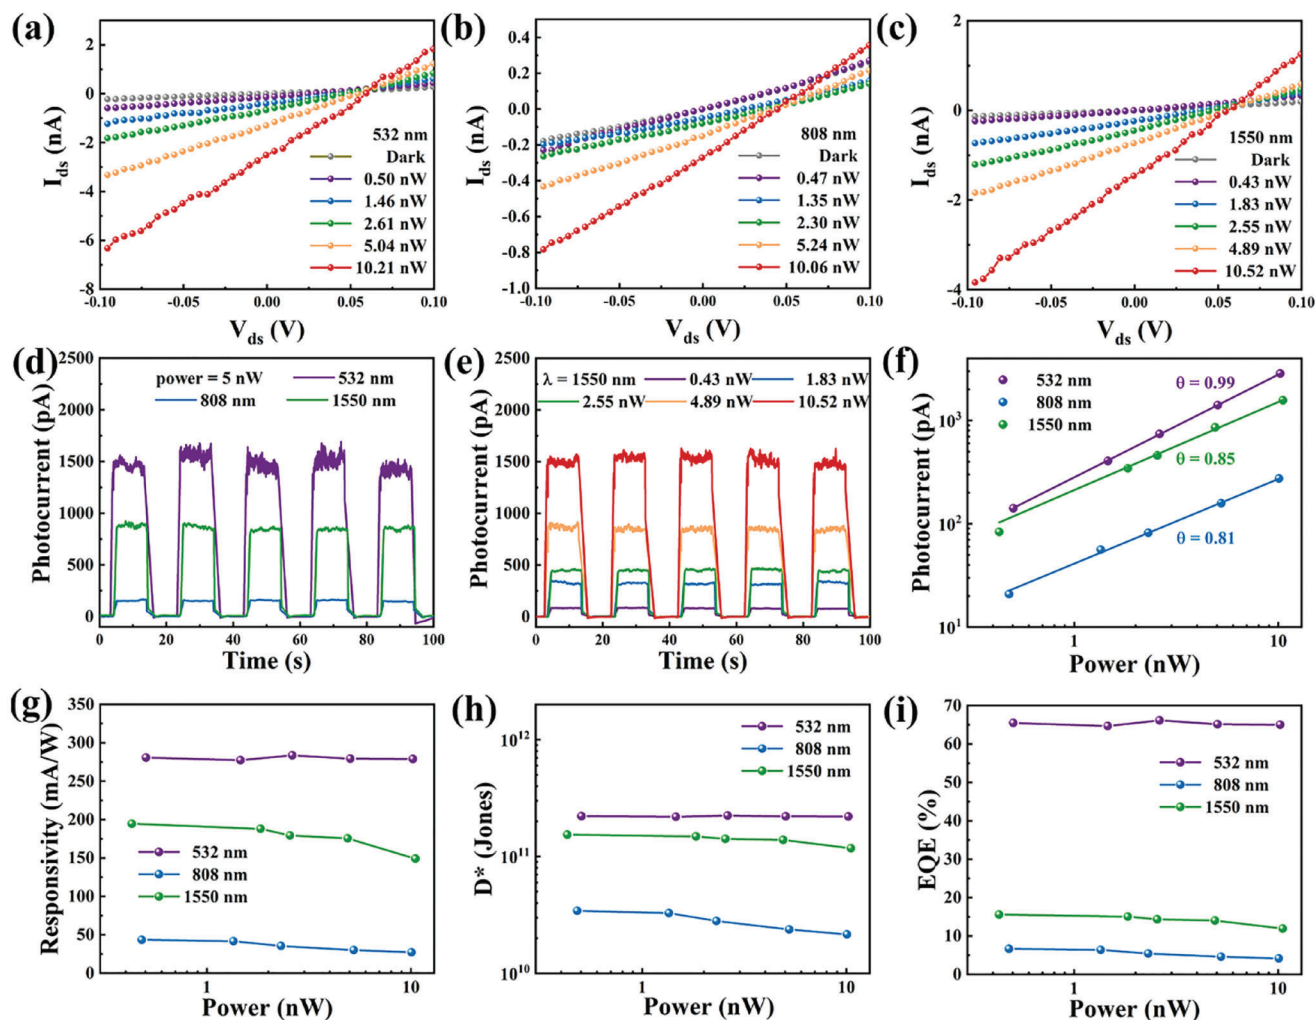 (a)
2
0
-2
-4
-6
-8
I_ds (nA)
532 nm
Dark
0.50 nW
1.46 nW
2.61 nW
5.04 nW
10.21 nW
-0.10 -0.05 0.00 0.05 0.10
V_ds (V)
(b)
0.4
0.2
0.0
-0.2
-0.4
-0.6
-0.8
-1.0
I_ds (nA)
808 nm
Dark
0.47 nW
1.35 nW
2.30 nW
5.24 nW
10.06 nW
-0.10 -0.05 0.00 0.05 0.10
V_ds (V)
(c)
2
0
-2
-4
I_ds (nA)
1550 nm
Dark
0.43 nW
1.83 nW
2.55 nW
4.89 nW
10.52 nW
-0.10 -0.05 0.00 0.05 0.10
V_ds (V)
(d)
2500
2000
1500
1000
500
0
Photocurrent (pA)
power = 5 nW 532 nm
808 nm 1550 nm
0 20 40 60 80 100
Time (s)
(e)
2500
2000
1500
1000
500
0
Photocurrent (pA)
λ = 1550 nm 0.43 nW 1.83 nW
2.55 nW 4.89 nW 10.52 nW
0 20 40 60 80 100
Time (s)
(f)
10³
10²
10¹
Photocurrent (pA)
532 nm
808 nm
1550 nm
θ = 0.99
θ = 0.85
θ = 0.81
1 10
Power (nW)
(g)
350
300
250
200
150
100
50
0
Responsivity (mA/W)
532 nm
808 nm
1550 nm
1 10
Power (nW)
(h)
10¹²
10¹¹
10¹⁰
D* (Jones)
532 nm
808 nm
1550 nm
1 10
Power (nW)
(i)
70
60
50
40
30
20
10
0
EQE (%)
532 nm
808 nm
1550 nm
1 10
Power (nW)